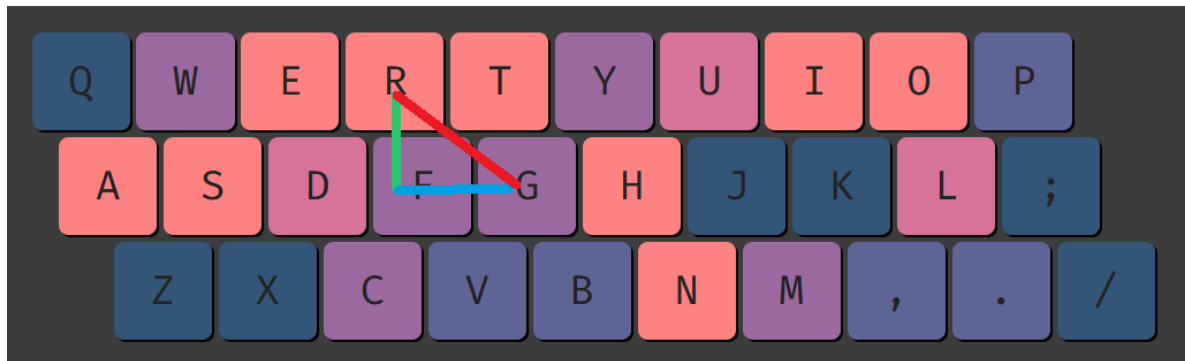 Q W E R T Y U I O P
A S D F G H J K L ;
Z X C V B N M , . /